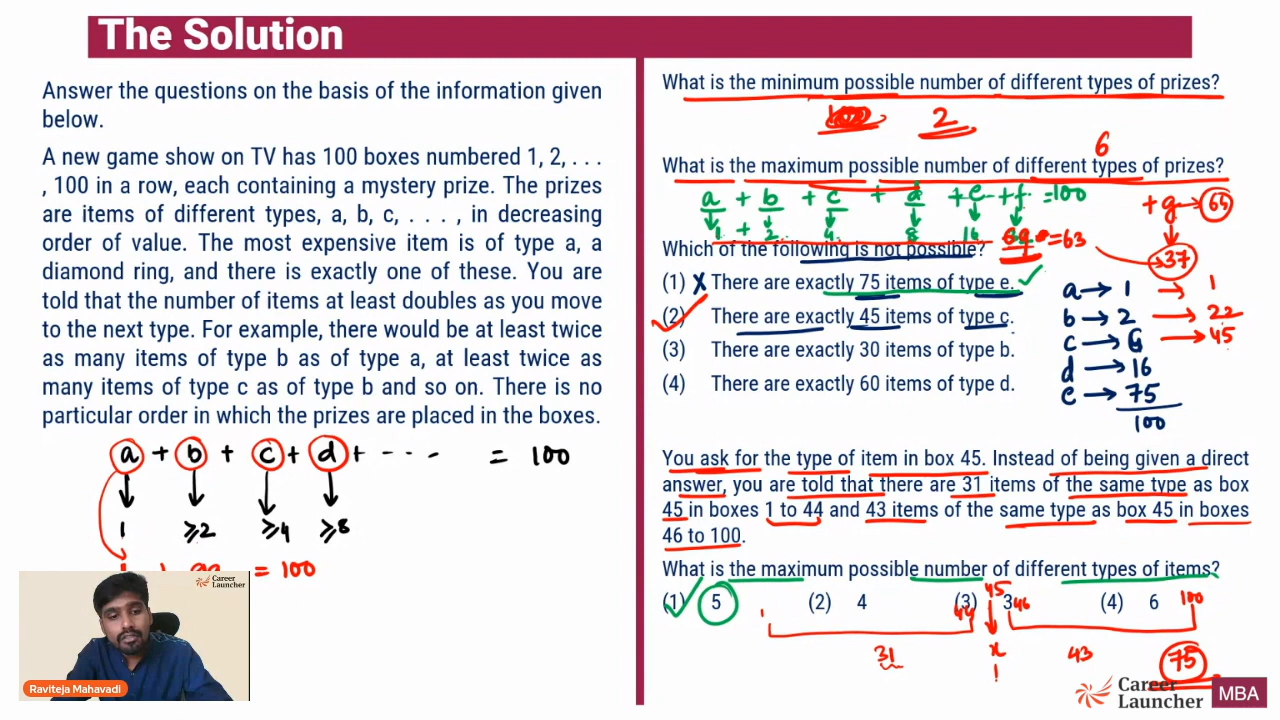 The Solution
Answer the questions on the basis of the information given
below.
A new game show on TV has 100 boxes numbered 1, 2, . . .
, 100 in a row, each containing a mystery prize. The prizes
are items of different types, a, b, c, . . . ., in decreasing
order of value. The most expensive item is of type a, a
diamond ring, and there is exactly one of these. You are
told that the number of items at least doubles as you move
to the next type. For example, there would be at least twice
as many items of type b as of type a, at least twice as
many items of type c as of type b and so on. There is no
particular order in which the prizes are placed in the boxes.
a + b + c + d + - - - = 100
1 ≥2 ≥4 ≥8
= 100
Career
Launcher
Raviteja Mahavadi
What is the minimum possible number of different types of prizes?
2
6
What is the maximum possible number of different types of prizes?
a + b + c + d + e + f = 100
+ g → 65
1 + 2 4 8 16 = 63
37
Which of the following is not possible?
(1) X There are exactly 75 items of type e.
(2) There are exactly 45 items of type c.
(3) There are exactly 30 items of type b.
(4) There are exactly 60 items of type d.
a → 1 → 1
b → 2 → 22
c → 6 → 45
d → 16
e → 75
100
You ask for the type of item in box 45. Instead of being given a direct
answer, you are told that there are 31 items of the same type as box
45 in boxes 1 to 44 and 43 items of the same type as box 45 in boxes
46 to 100.
What is the maximum possible number of different types of items?
(1) 5 (2) 4 (3) 3 (4) 6
1 44 45 46 100
31 x 43 75
1
Career
Launcher MBA